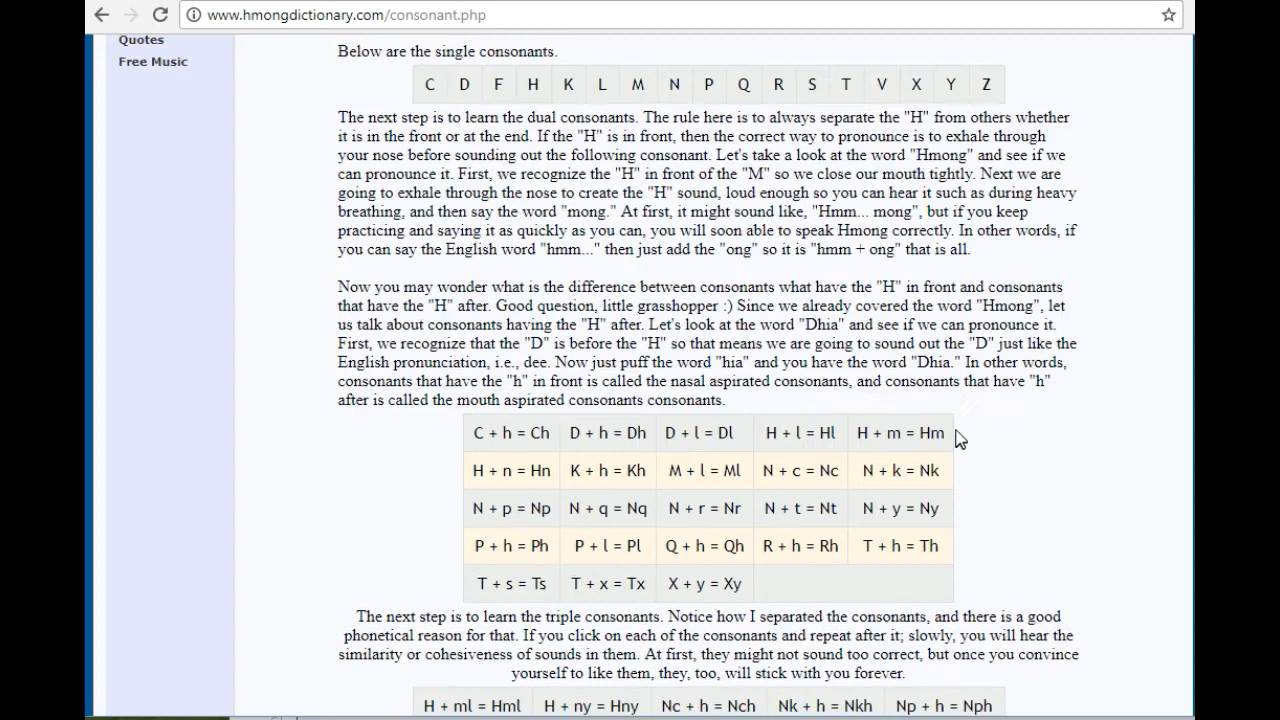 www.hmongdictionary.com/consonant.php
Quotes
Free Music
Below are the single consonants.
C D F H K L M N P Q R S T V X Y Z
The next step is to learn the dual consonants. The rule here is to always separate the "H" from others whether
it is in the front or at the end. If the "H" is in front, then the correct way to pronounce is to exhale through
your nose before sounding out the following consonant. Let's take a look at the word "Hmong" and see if we
can pronounce it. First, we recognize the "H" in front of the "M" so we close our mouth tightly. Next we are
going to exhale through the nose to create the "H" sound, loud enough so you can hear it such as during heavy
breathing, and then say the word "mong." At first, it might sound like, "Hmm... mong", but if you keep
practicing and saying it as quickly as you can, you will soon able to speak Hmong correctly. In other words, if
you can say the English word "hmm..." then just add the "ong" so it is "hmm + ong" that is all.
Now you may wonder what is the difference between consonants what have the "H" in front and consonants
that have the "H" after. Good question, little grasshopper :) Since we already covered the word "Hmong", let
us talk about consonants having the "H" after. Let's look at the word "Dhia" and see if we can pronounce it.
First, we recognize that the "D" is before the "H" so that means we are going to sound out the "D" just like the
English pronunciation, i.e., dee. Now just puff the word "hia" and you have the word "Dhia." In other words,
consonants that have the "h" in front is called the nasal aspirated consonants, and consonants that have "h"
after is called the mouth aspirated consonants consonants.
C + h = Ch D + h = Dh D + l = Dl H + l = Hl H + m = Hm
H + n = Hn K + h = Kh M + l = Ml N + c = Nc N + k = Nk
N + p = Np N + q = Nq N + r = Nr N + t = Nt N + y = Ny
P + h = Ph P + l = Pl Q + h = Qh R + h = Rh T + h = Th
T + s = Ts T + x = Tx X + y = Xy
The next step is to learn the triple consonants. Notice how I separated the consonants, and there is a good
phonetical reason for that. If you click on each of the consonants and repeat after it; slowly, you will hear the
similarity or cohesiveness of sounds in them. At first, they might not sound too correct, but once you convince
yourself to like them, they, too, will stick with you forever.
H + ml = Hml H + ny = Hny Nc + h = Nch Nk + h = Nkh Np + h = Nph